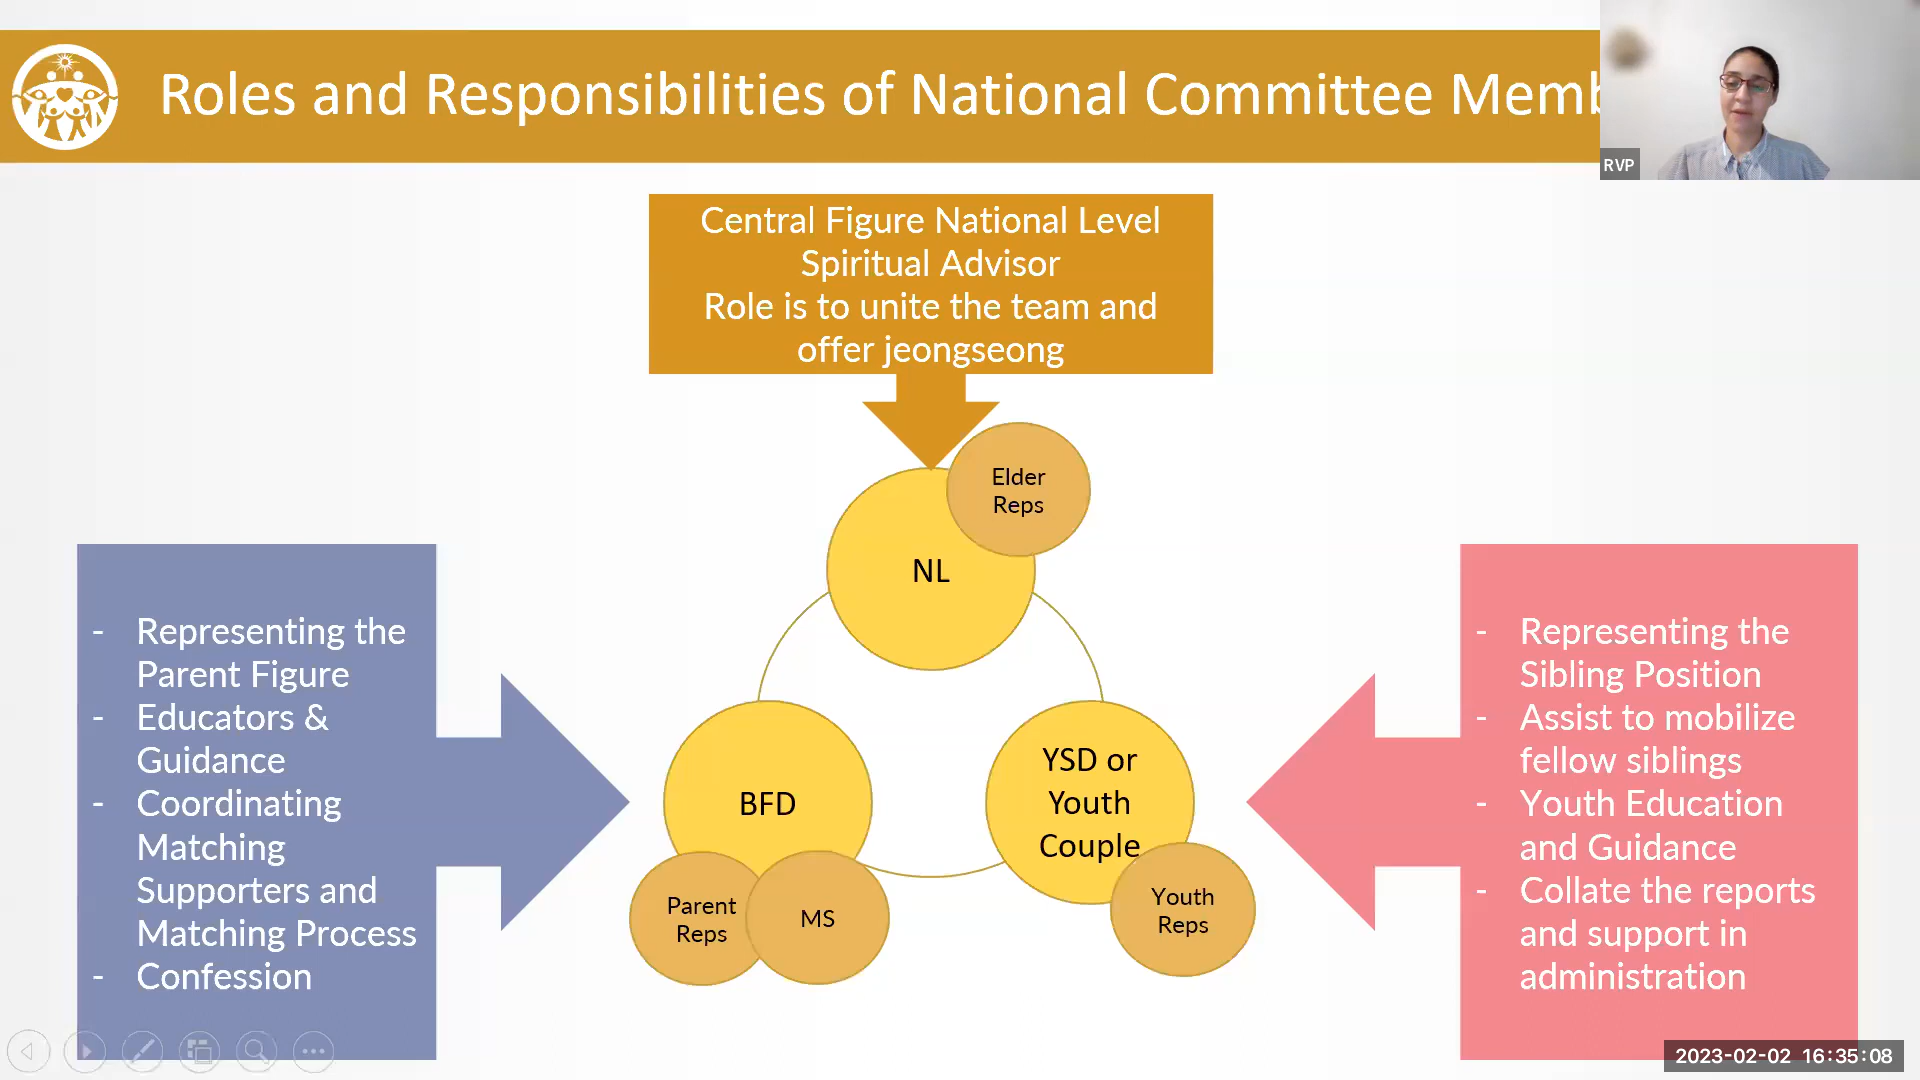 Roles and Responsibilities of National Committee Memb
RVP
Central Figure National Level
Spiritual Advisor
Role is to unite the team and
offer jeongseong
Elder
Reps
NL
- Representing the
Parent Figure
- Educators &
Guidance
- Coordinating
Matching
Supporters and
Matching Process
- Confession
BFD
Parent
Reps
MS
YSD or
Youth
Couple
Youth
Reps
- Representing the
Sibling Position
- Assist to mobilize
fellow siblings
- Youth Education
and Guidance
- Collate the reports
and support in
administration
2023-02-02 16:35:08